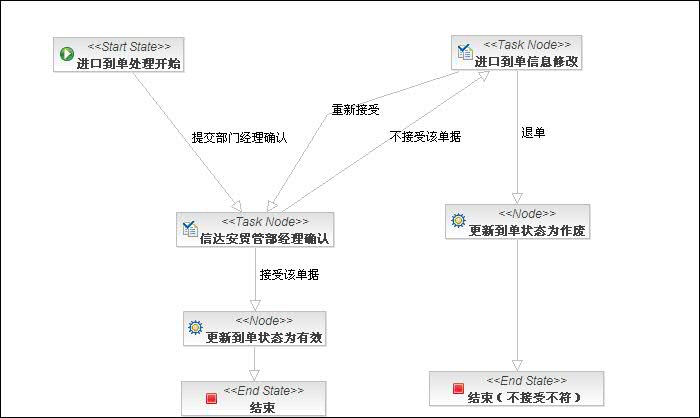 <<Start State>>
进口到单处理开始
<<Task Node>>
进口到单信息修改
重新接受
提交部门经理确认
不接受该单据
退单
<<Task Node>>
信达安贸管部经理确认
<<Node>>
更新到单状态为作废
接受该单据
<<Node>>
更新到单状态为有效
<<End State>>
结束
<<End State>>
结束（不接受不符）